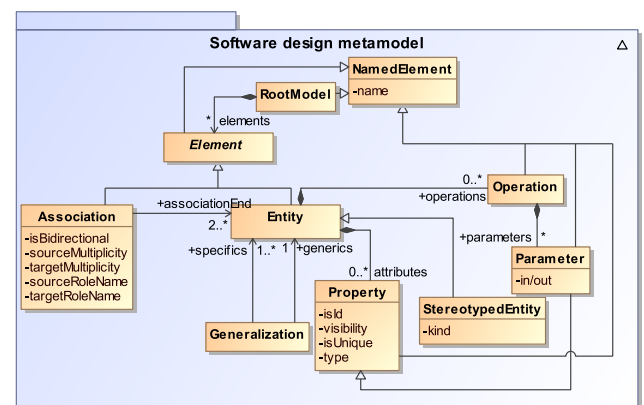 Software design metamodel
NamedElement
-name
RootModel
* elements
Element
+associationEnd
2..*
0..*
+operations
Operation
Association
-isBidirectional
-sourceMultiplicity
-targetMultiplicity
-sourceRoleName
-targetRoleName
Entity
+specifics 1..* 1 +generics
+parameters *
Parameter
-in/out
0..* attributes
Property
-isId
-visibility
-isUnique
-type
StereotypedEntity
-kind
Generalization